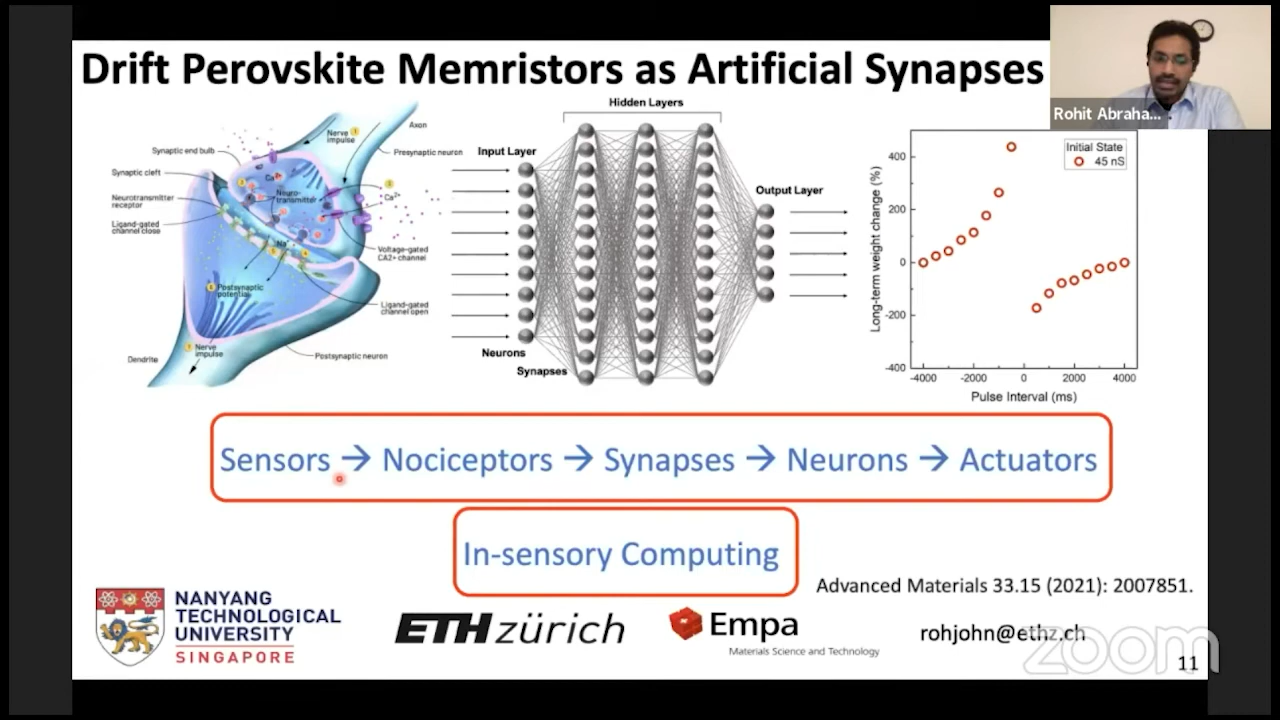 Drift Perovskite Memristors as Artificial Synapses
Rohit Abraha...
Nerve
impulse
1
Axon
Presynaptic neuron
Synaptic end bulb
Synaptic cleft
Neurotransmitter
receptor
Ligand-gated
channel close
Ca²⁺
Neuro-
transmitter
Ca²⁺
Na⁺
Voltage-gated
CA2+ channel
Postsynaptic
potential
Ligand-gated
channel open
Nerve
impulse
Dendrite
Postsynaptic neuron
Hidden Layers
Input Layer
Output Layer
Neurons
Synapses
Initial State
45 nS
Long-term weight change (%)
400
200
0
-200
-400
-4000
-2000
0
2000
4000
Pulse Interval (ms)
Sensors → Nociceptors → Synapses → Neurons → Actuators
In-sensory Computing
Advanced Materials 33.15 (2021): 2007851.
NANYANG
TECHNOLOGICAL
UNIVERSITY
SINGAPORE
ETH zürich
Empa
Materials Science and Technology
rohjohn@ethz.ch
zoom
11